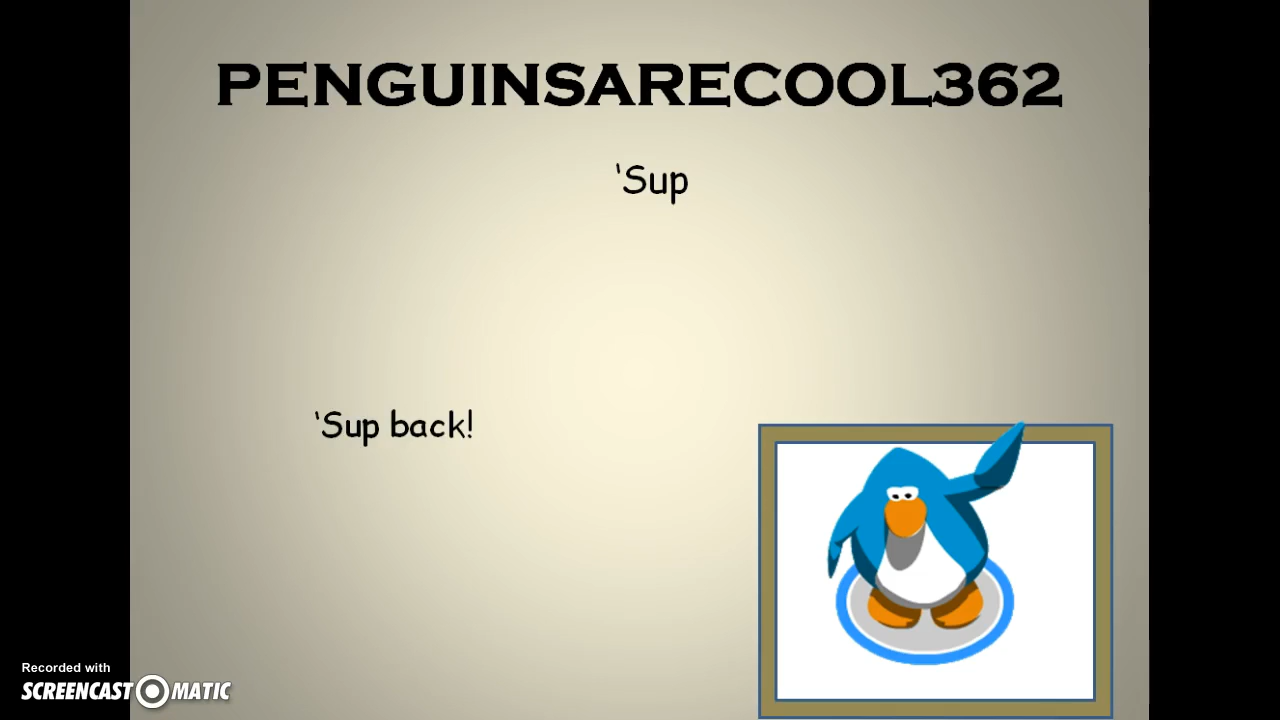 PENGUINSARECOOL362
‘Sup
‘Sup back!
Recorded with
SCREENCAST MATIC